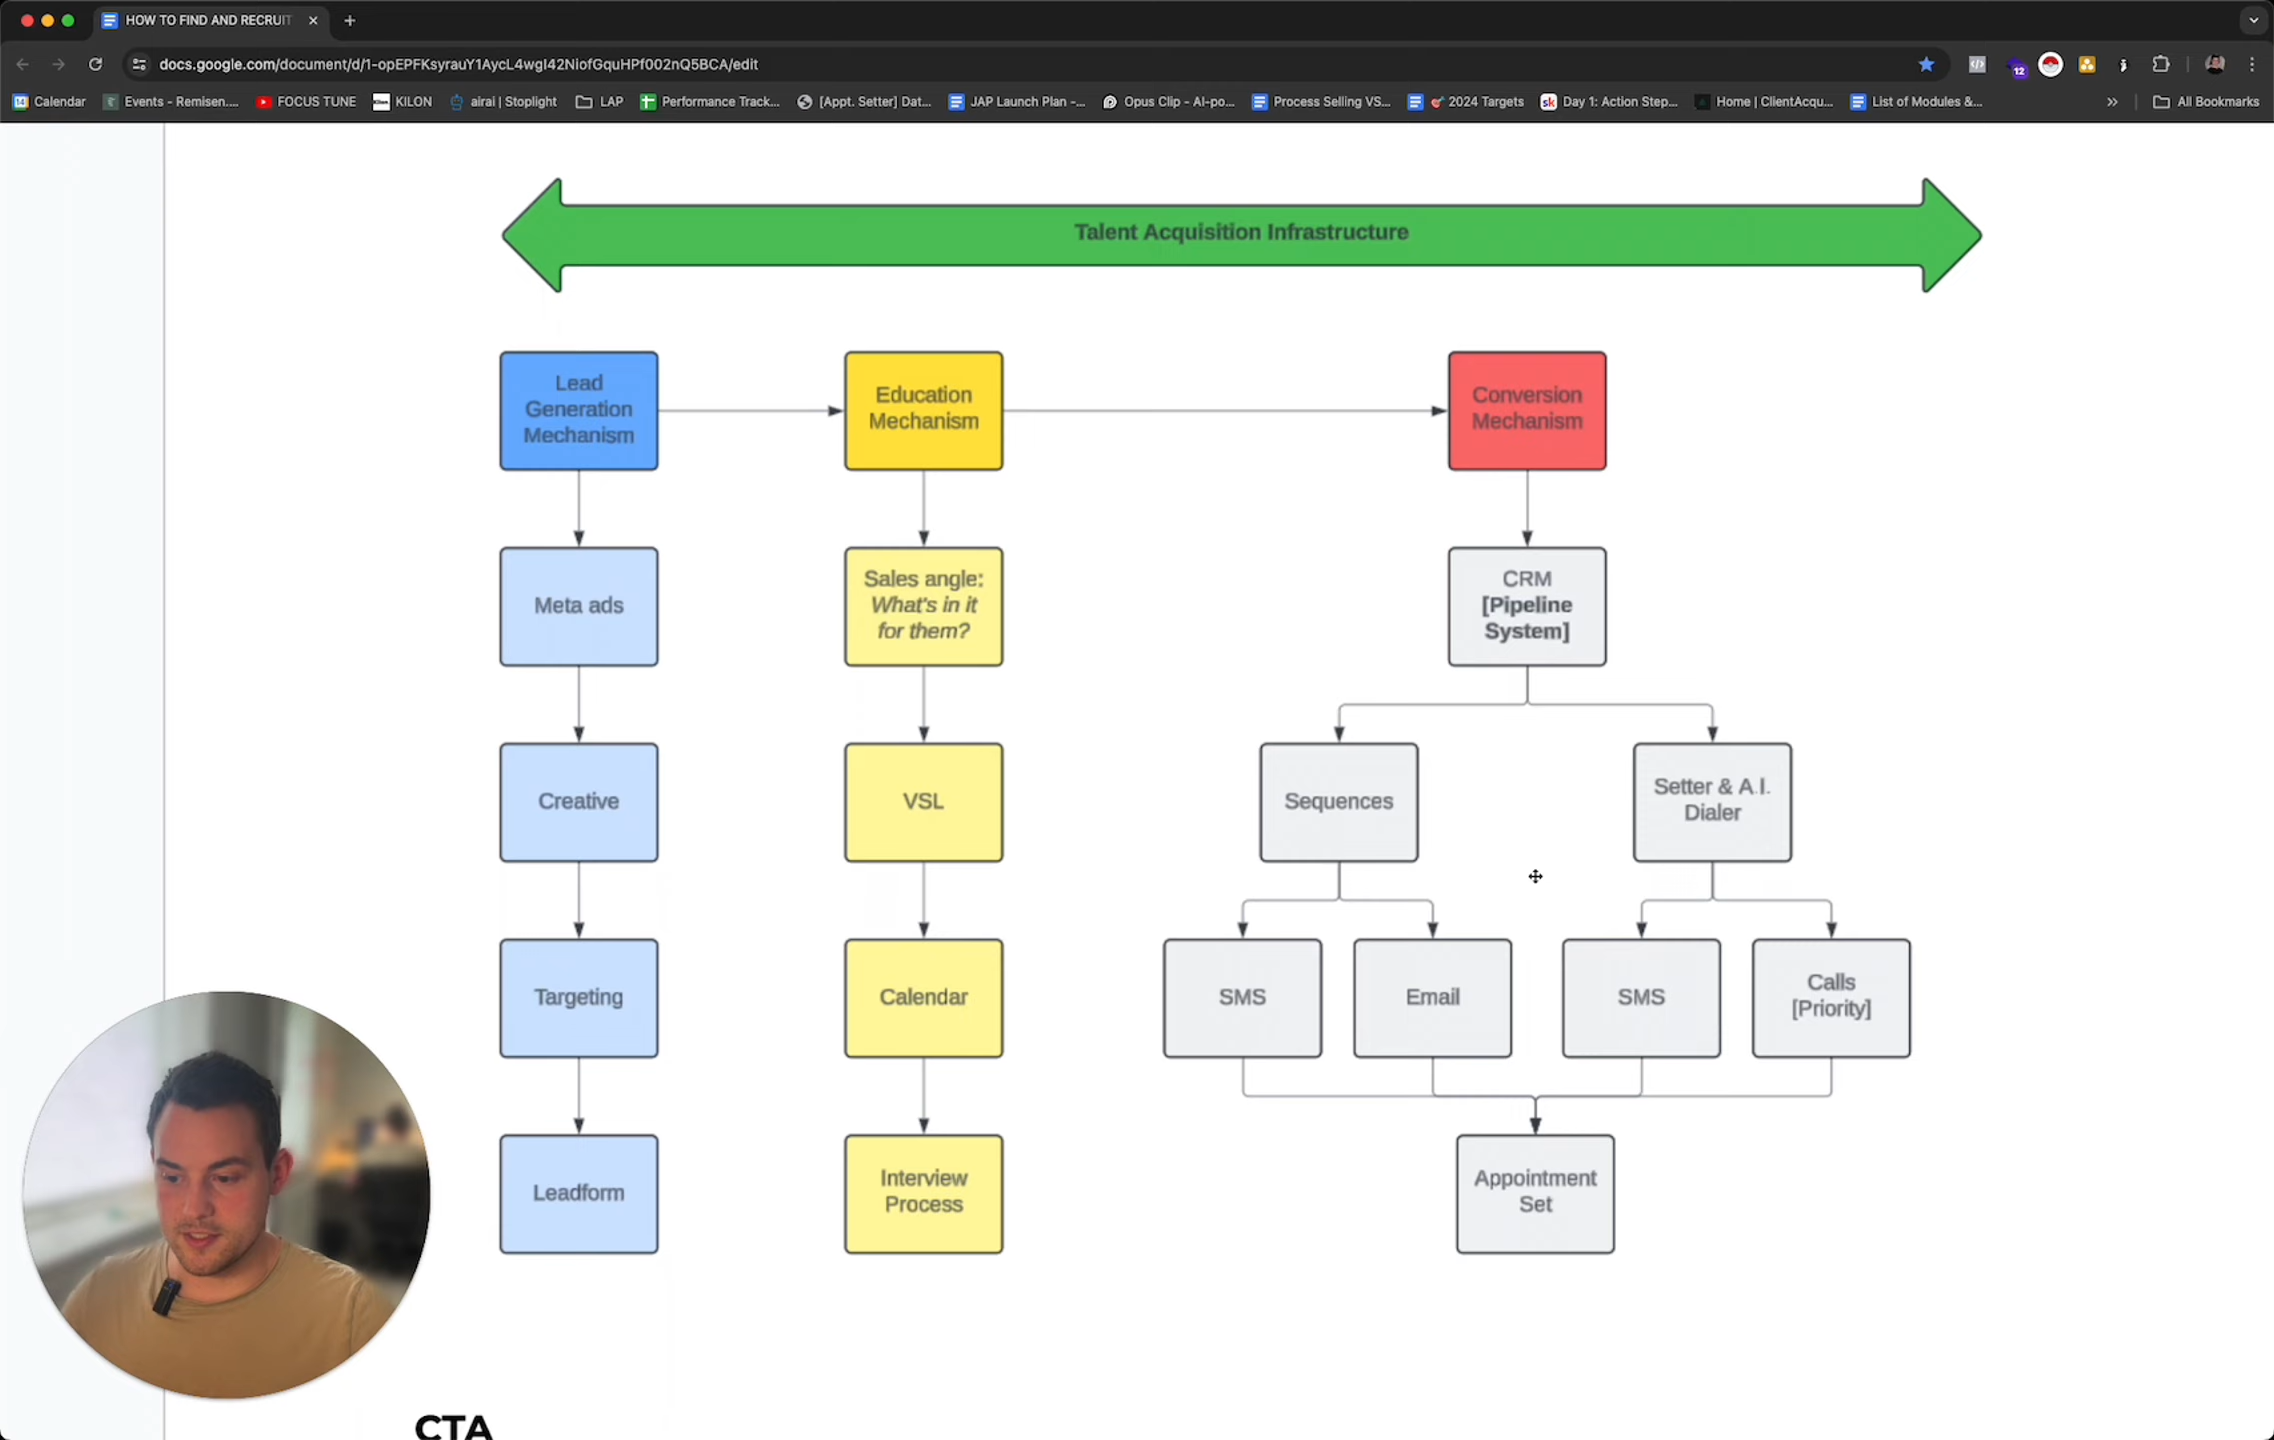 HOW TO FIND AND RECRUIT
docs.google.com/document/d/1-opEPFKsyrauY1AycL4wgI42NiofGquHPf002nQ5BCA/edit
12
Calendar
Events - Remisen....
FOCUS TUNE
KILON
airai | Stoplight
LAP
Performance Track...
[Appt. Setter] Dat...
JAP Launch Plan -...
Opus Clip - AI-po...
Process Selling VS...
2024 Targets
Day 1: Action Step...
Home | ClientAcqu...
List of Modules &...
All Bookmarks
Talent Acquisition Infrastructure
Lead
Generation
Mechanism
Education
Mechanism
Conversion
Mechanism
Meta ads
Sales angle:
What's in it
for them?
CRM
[Pipeline
System]
Creative
VSL
Sequences
Setter & A.I.
Dialer
Targeting
Calendar
SMS
Email
SMS
Calls
[Priority]
Leadform
Interview
Process
Appointment
Set
CTA